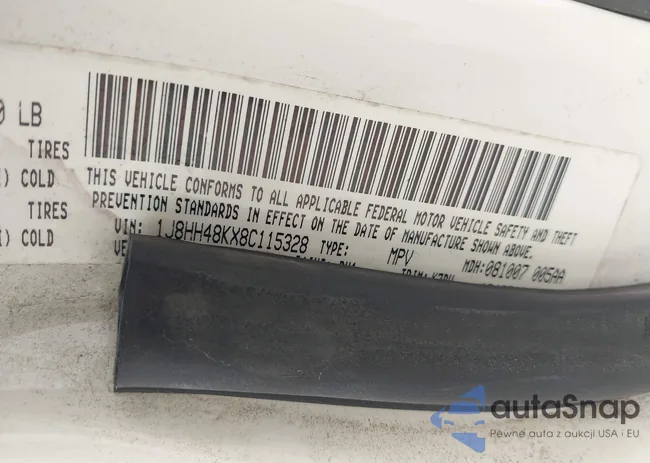 0 LB
TIRES
) COLD
TIRES
) COLD
THIS VEHICLE CONFORMS TO ALL APPLICABLE FEDERAL MOTOR VEHICLE SAFETY AND THEFT
PREVENTION STANDARDS IN EFFECT ON THE DATE OF MANUFACTURE SHOWN ABOVE.
VIN: 1J8HH48KX8C115328 TYPE: MPV MDH:081007 005AA
VE
autaSnap
Pewne auta z aukcji USA i EU